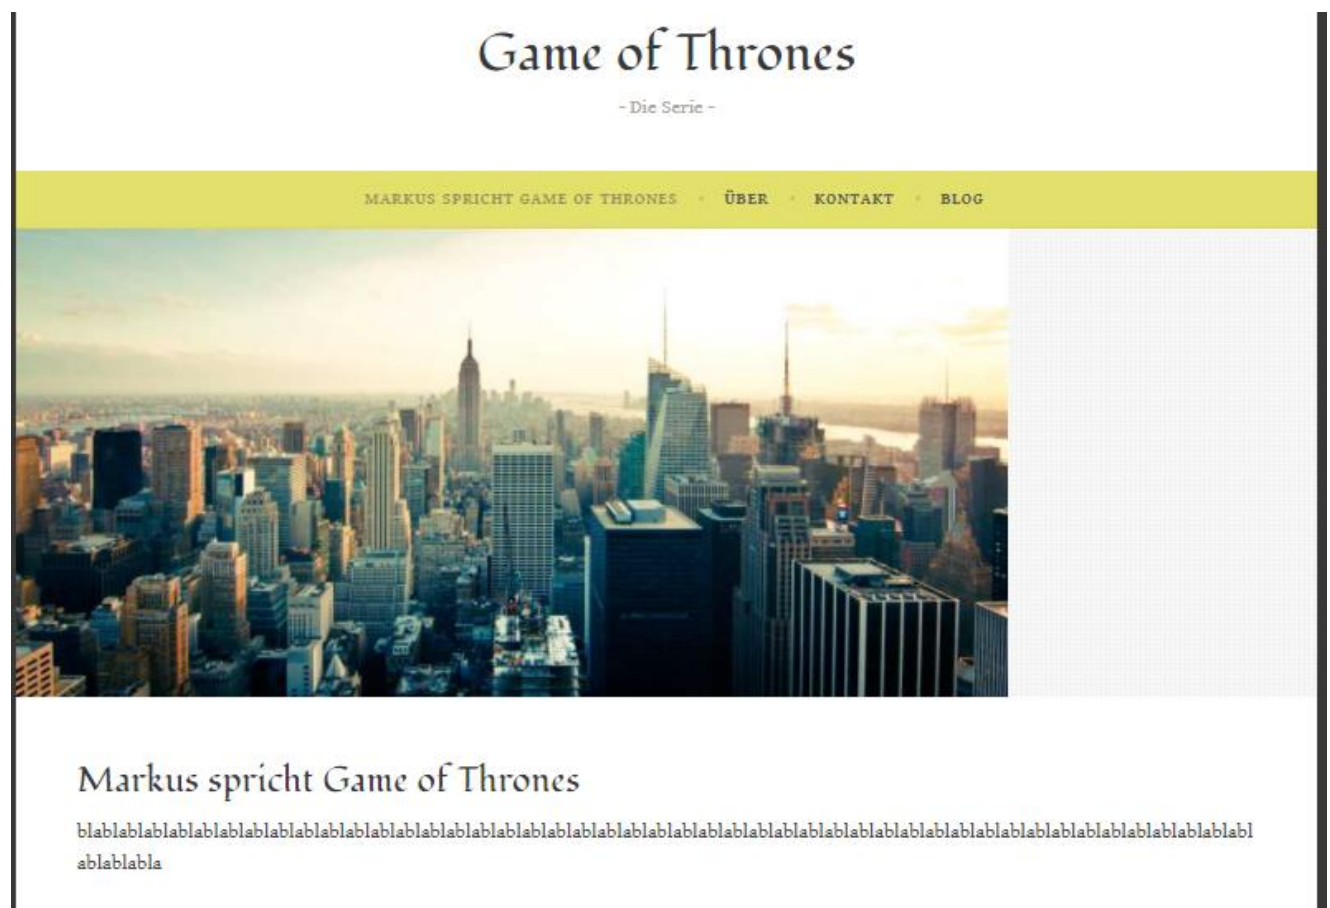 Game of Thrones
- Die Serie -
MARKUS SPRICHT GAME OF THRONES • ÜBER • KONTAKT • BLOG
Markus spricht Game of Thrones
blablablablablablablablablablablablablablablablablablablablablablablablablablablablablablablablablablablablablablablablablablablablabl
ablablabla